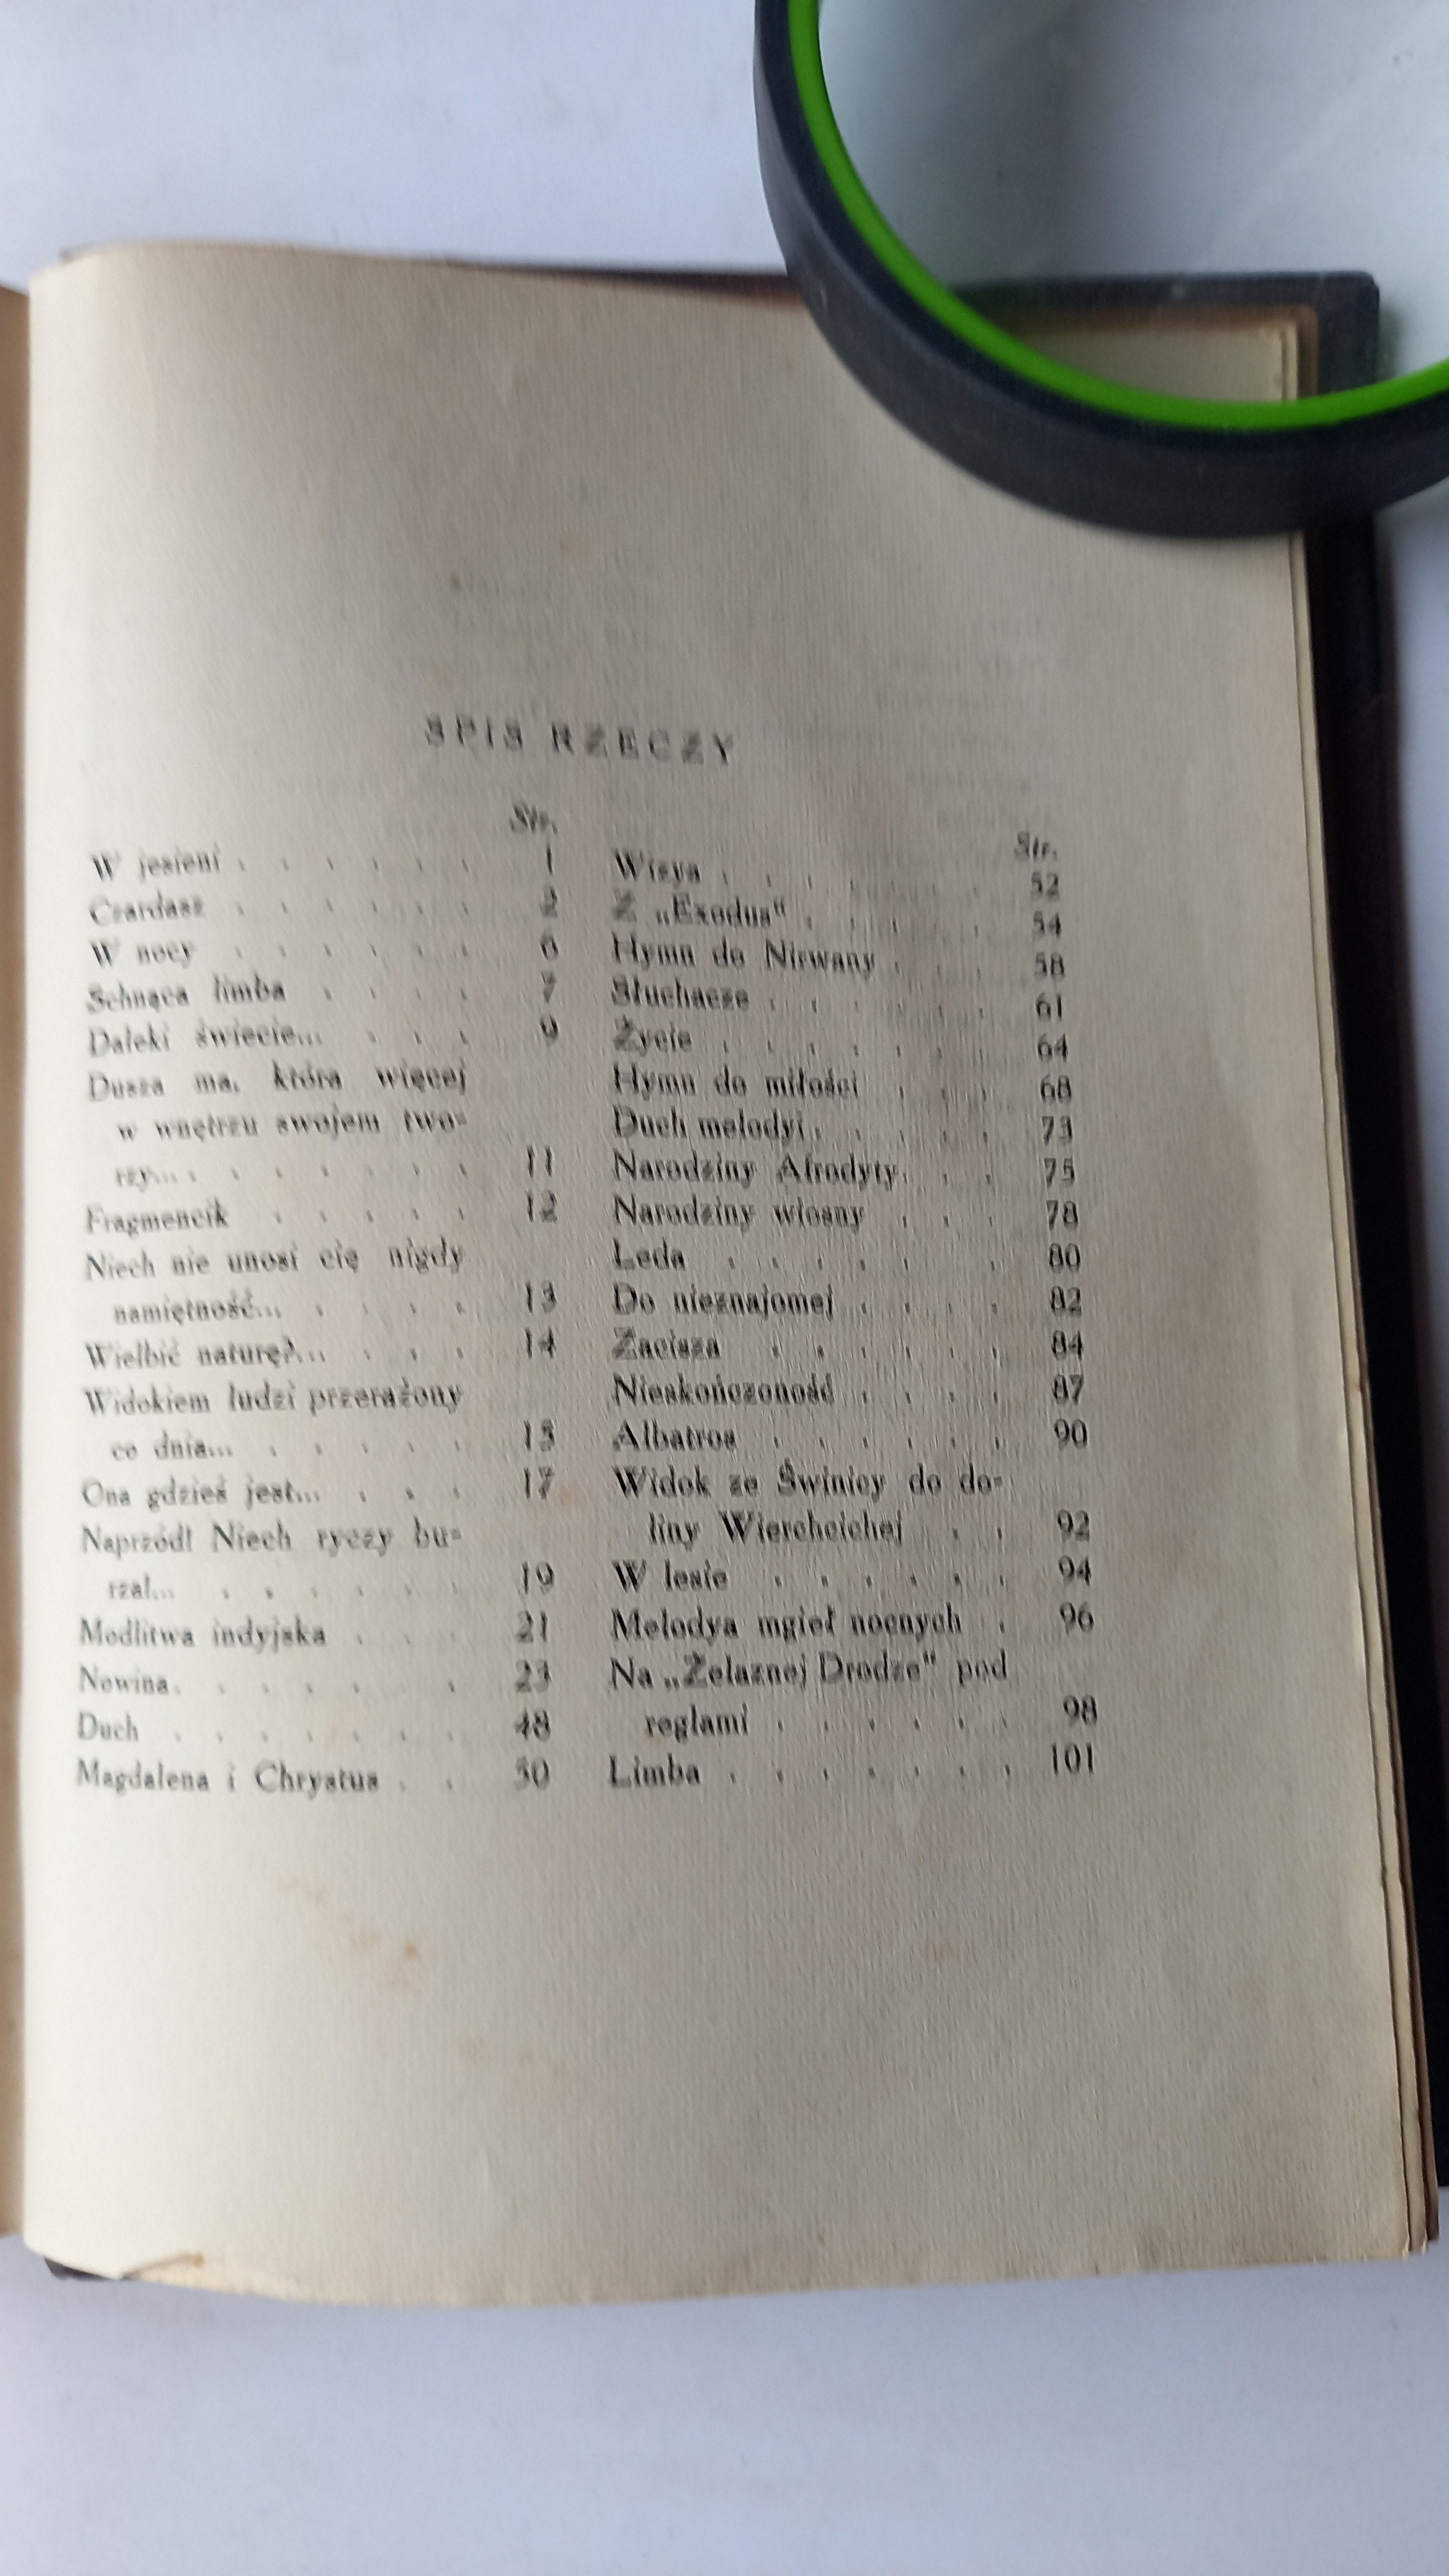 SPIS RZECZY
Str.
W jesieni . . . . . . 1
Czardasz . . . . . . 2
W nocy . . . . . . 6
Schnąca limba . . . . 7
Daleki świecie... . . . 9
Dusza ma, która więcej
w wnętrzu swojem two-
rzy... . . . . . . . 11
Fragmencik . . . . . 12
Niech nie unosi cię nigdy
namiętność... . . . . 13
Wielbić naturę?... . . . 14
Widokiem ludzi przerażony
co dnia... . . . . . 15
Ona gdzieś jest... . . . 17
Naprzód! Niech ryczy bu-
rza!... . . . . . . 19
Modlitwa indyjska . . . 21
Nowina . . . . . . 23
Duch . . . . . . . 48
Magdalena i Chrystus . . 50
Str.
Wizya . . . . . . 52
Z „Exodus" . . . . . 54
Hymn do Nirwany . . . 58
Słuchacze . . . . . . 61
Życie . . . . . . . 64
Hymn do miłości . . . 68
Duch melodyi . . . . . 73
Narodziny Afrodyty . . . 75
Narodziny wiosny . . . 78
Leda . . . . . . 80
Do nieznajomej . . . . 82
Zacisza . . . . . . 84
Nieskończoność . . . . 87
Albatros . . . . . . 90
Widok ze Świnicy do do-
liny Wierchcichej . . 92
W lesie . . . . . . 94
Melodya mgieł nocnych . 96
Na „Żelaznej Drodze" pod
reglami . . . . . . 98
Limba . . . . . . . 101